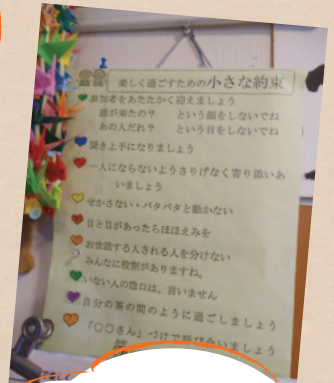 楽しく過ごすための小さな約束
参加者をあたたかく迎えましょう
誰が来たの？　という顔をしないでね
あの人だれ？　という目をしないでね
聞き上手になりましょう
一人にならないようさりげなく寄り添いあ
いましょう
せかさない・バタバタと動かない
目と目があったらほほえみを
お世話する人される人を分けない
みんなに役割がありますね。
いない人の陰口は、言いません
自分の茶の間のように過ごしましょう
「〇〇さん」づけで呼び合いましょう